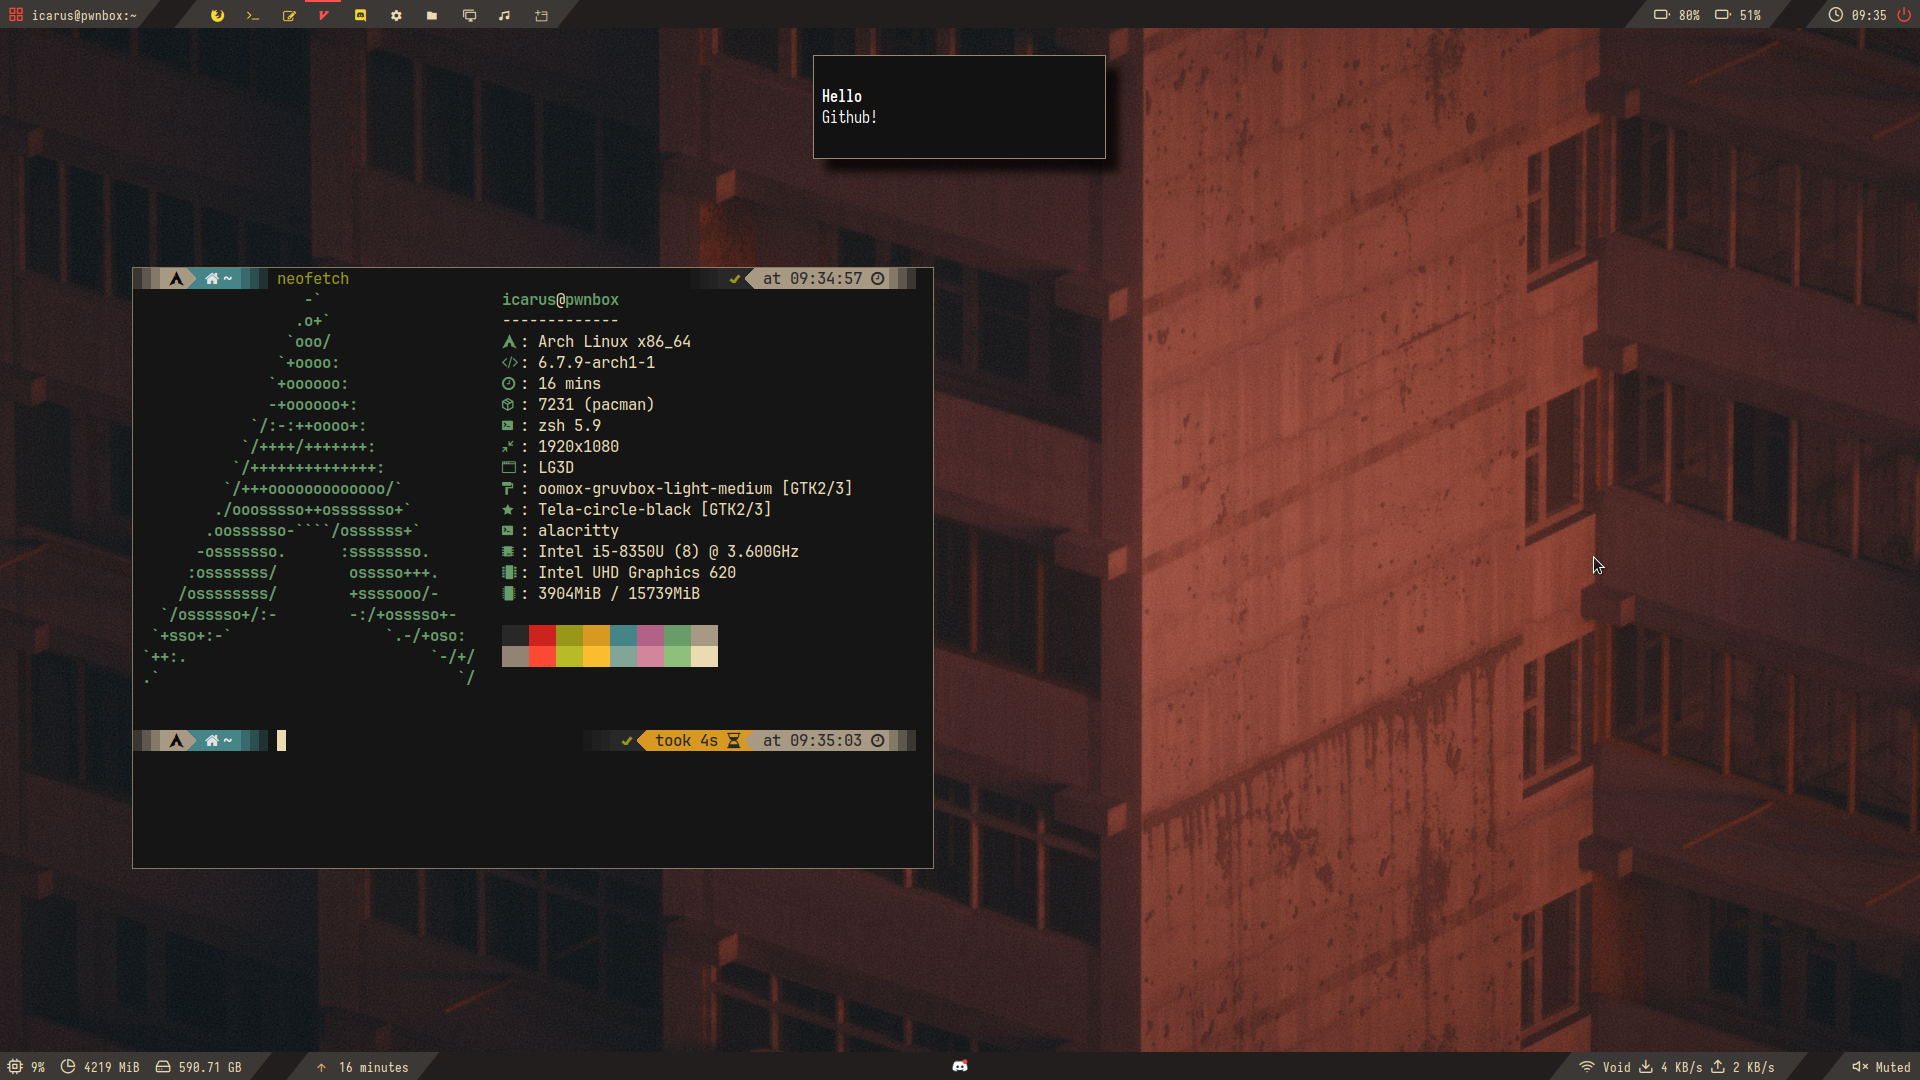 icarus@pwnbox:~
80% 51% 09:35
Hello
Github!
~ neofetch at 09:34:57
-`
.o+`
`ooo/
`+oooo:
`+oooooo:
-+oooooo+:
`/:-:++oooo+:
`/++++/+++++++:
`/++++++++++++++:
`/+++ooooooooooooo/`
./ooosssso++osssssso+`
.oossssso-````/ossssss+`
-osssssso. :ssssssso.
:osssssss/ osssso+++.
/ossssssss/ +ssssooo/-
`/ossssso+/:- -:/+osssso+-
`+sso+:-` `.-/+oso:
`++:. `-/+/
.` `/
icarus@pwnbox
-------------
: Arch Linux x86_64
: 6.7.9-arch1-1
: 16 mins
: 7231 (pacman)
: zsh 5.9
: 1920x1080
: LG3D
: oomox-gruvbox-light-medium [GTK2/3]
: Tela-circle-black [GTK2/3]
: alacritty
: Intel i5-8350U (8) @ 3.600GHz
: Intel UHD Graphics 620
: 3904MiB / 15739MiB
~ took 4s at 09:35:03
9% 4219 MiB 590.71 GB 16 minutes
Void 4 KB/s 2 KB/s Muted